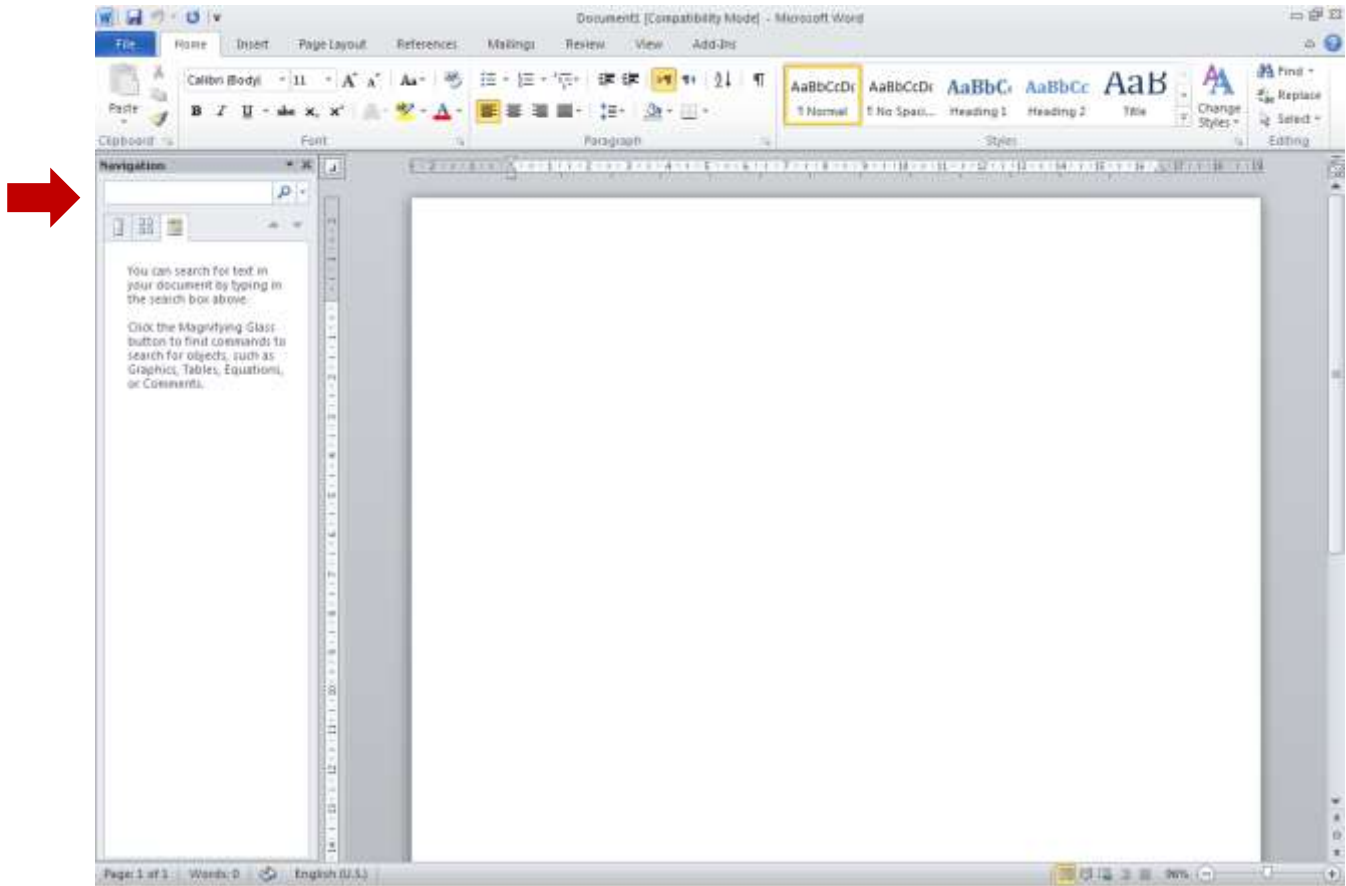 Document1 [Compatibility Mode] - Microsoft Word
File Home Insert Page Layout References Mailings Review View Add-Ins
Calibri (Body) 11 A A Aa
Paste
B I U abc x, x A
AaBbCcDc AaBbCcDc AaBbC AaBbCc AaB
¶ Normal ¶ No Spaci... Heading 1 Heading 2 Title
Change
Styles
Find
Replace
Select
Clipboard Font Paragraph Styles Editing
Navigation
You can search for text in
your document by typing in
the search box above.
Click the Magnifying Glass
button to find commands to
search for objects, such as
Graphics, Tables, Equations,
or Comments.
Page: 1 of 1 Words: 0 English (U.S.) 96%